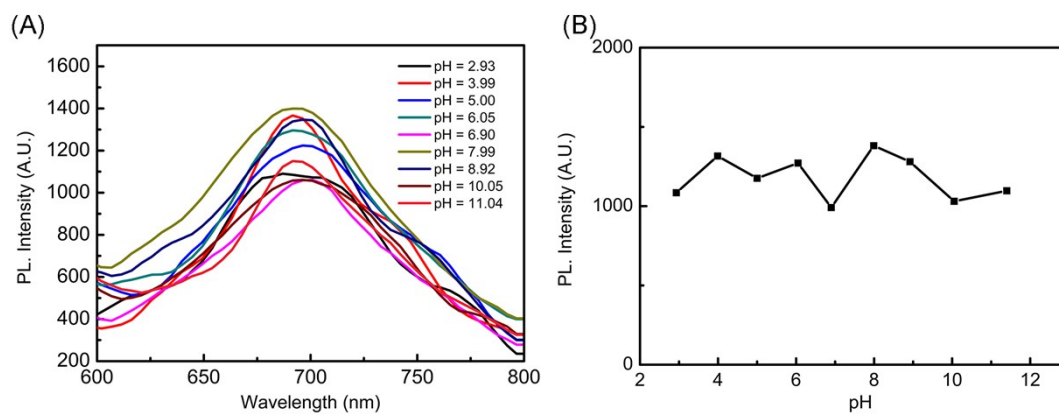 (A)
PL. Intensity (A.U.)
1600
1400
1200
1000
800
600
400
200
pH = 2.93
pH = 3.99
pH = 5.00
pH = 6.05
pH = 6.90
pH = 7.99
pH = 8.92
pH = 10.05
pH = 11.04
600
650
700
750
800
Wavelength (nm)
(B)
PL. Intensity (A.U.)
2000
1000
0
2
4
6
8
10
12
pH